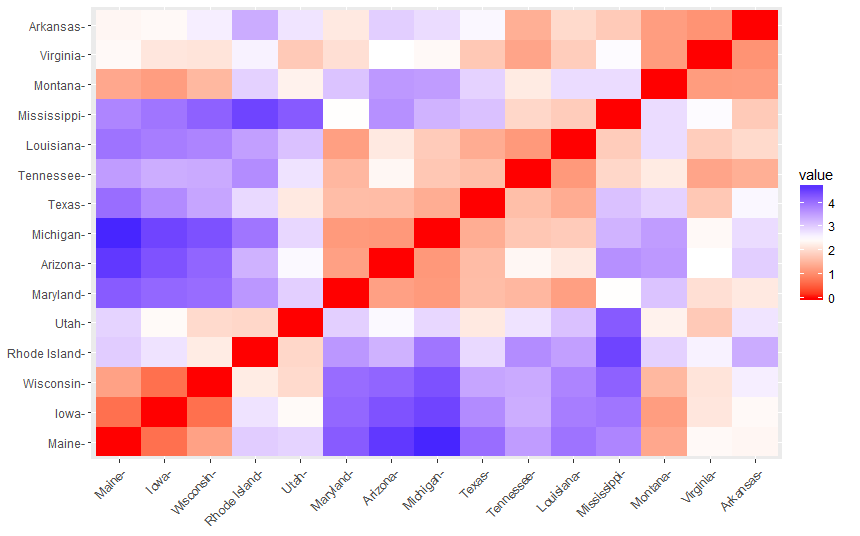 Arkansas-
Virginia-
Montana-
Mississippi-
Louisiana-
Tennessee-
Texas-
Michigan-
Arizona-
Maryland-
Utah-
Rhode Island-
Wisconsin-
Iowa-
Maine-
Maine-
Iowa-
Wisconsin-
Rhode Island-
Utah-
Maryland-
Arizona-
Michigan-
Texas-
Tennessee-
Louisiana-
Mississippi-
Montana-
Virginia-
Arkansas-
value
4
3
2
1
0